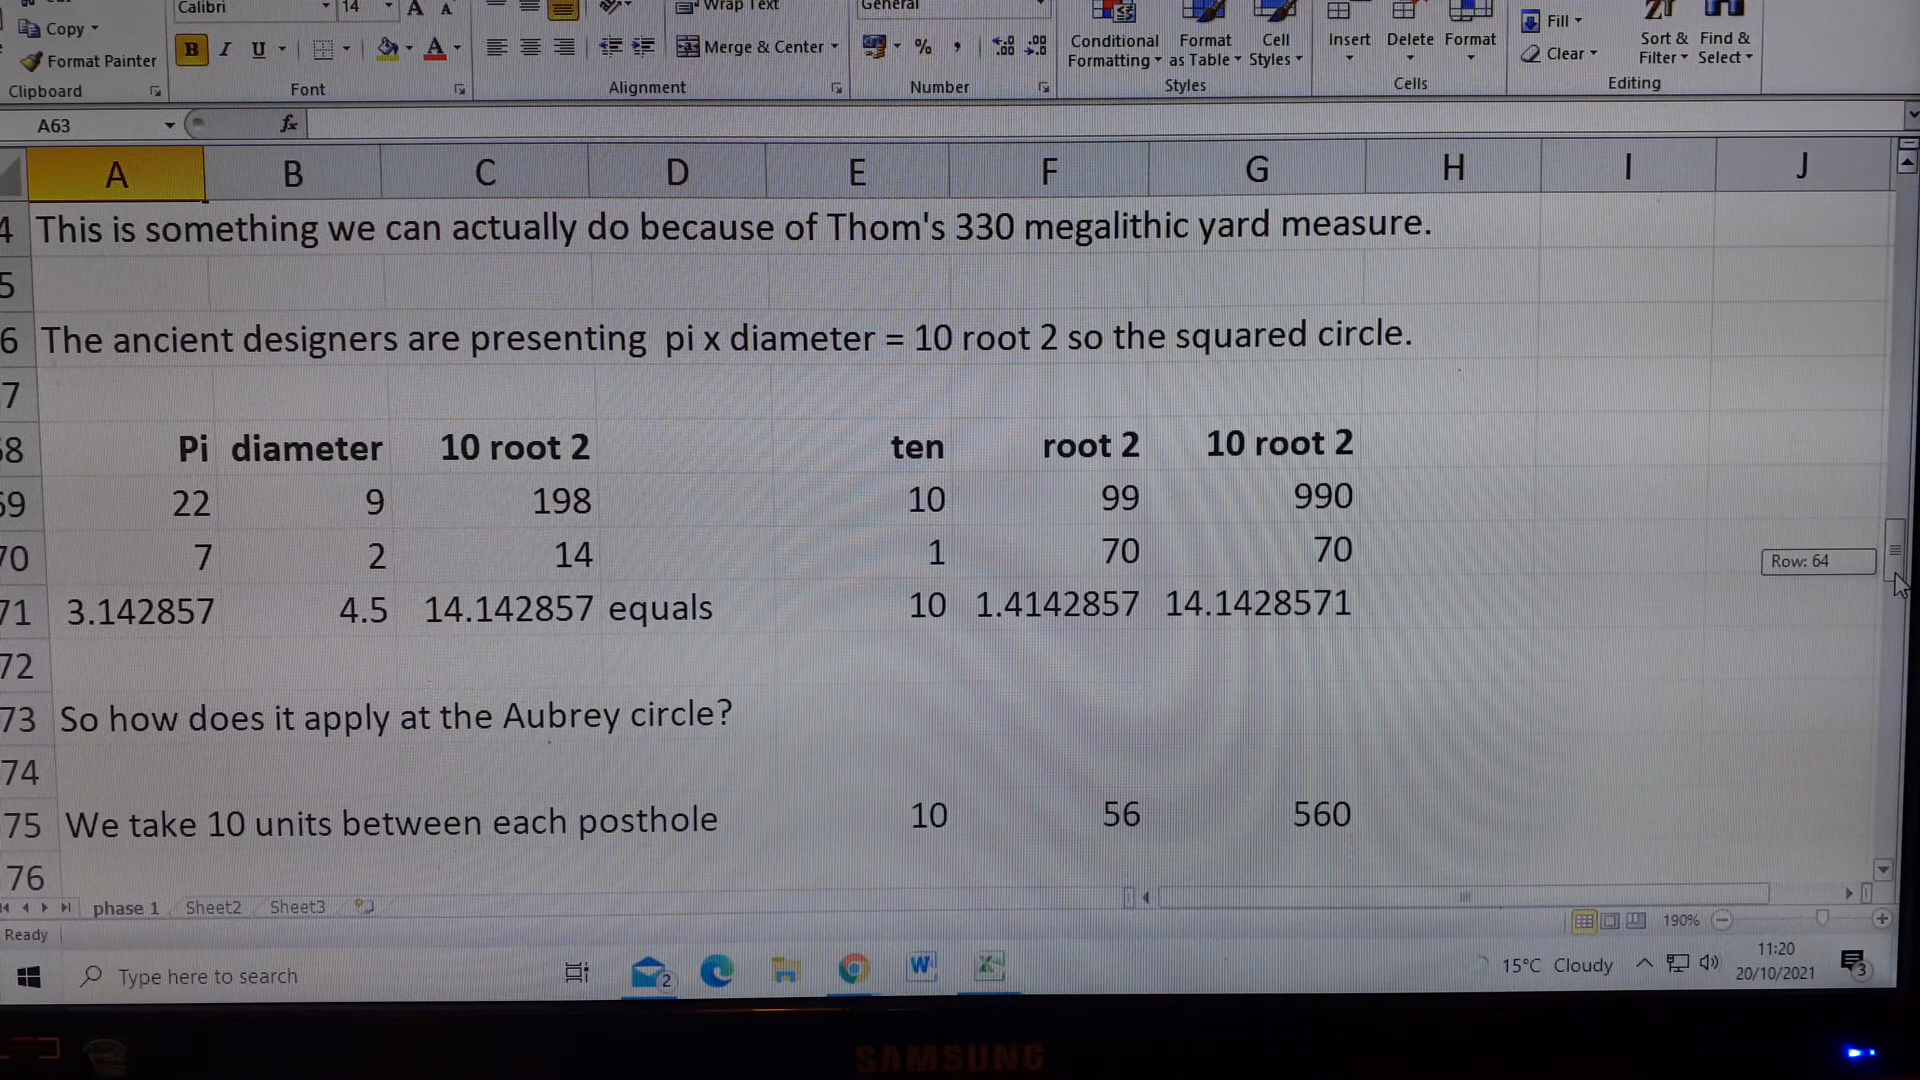 Calibri 14 A A Wrap Text General
Copy Fill
B I U A Merge & Center % , Conditional Format Cell Insert Delete Format Sort & Find &
Format Painter Formatting as Table Styles Clear Filter Select
Clipboard Font Alignment Number Styles Cells Editing
A63 fx
A B C D E F G H I J
4 This is something we can actually do because of Thom's 330 megalithic yard measure.
5
6 The ancient designers are presenting pi x diameter = 10 root 2 so the squared circle.
7
8 Pi diameter 10 root 2 ten root 2 10 root 2
69 22 9 198 10 99 990
70 7 2 14 1 70 70
Row: 64
71 3.142857 4.5 14.142857 equals 10 1.4142857 14.1428571
72
73 So how does it apply at the Aubrey circle?
74
75 We take 10 units between each posthole 10 56 560
76
phase 1 Sheet2 Sheet3
Ready 190%
Type here to search 2 W X 15°C Cloudy 11:20
20/10/2021 3
SAMSUNG